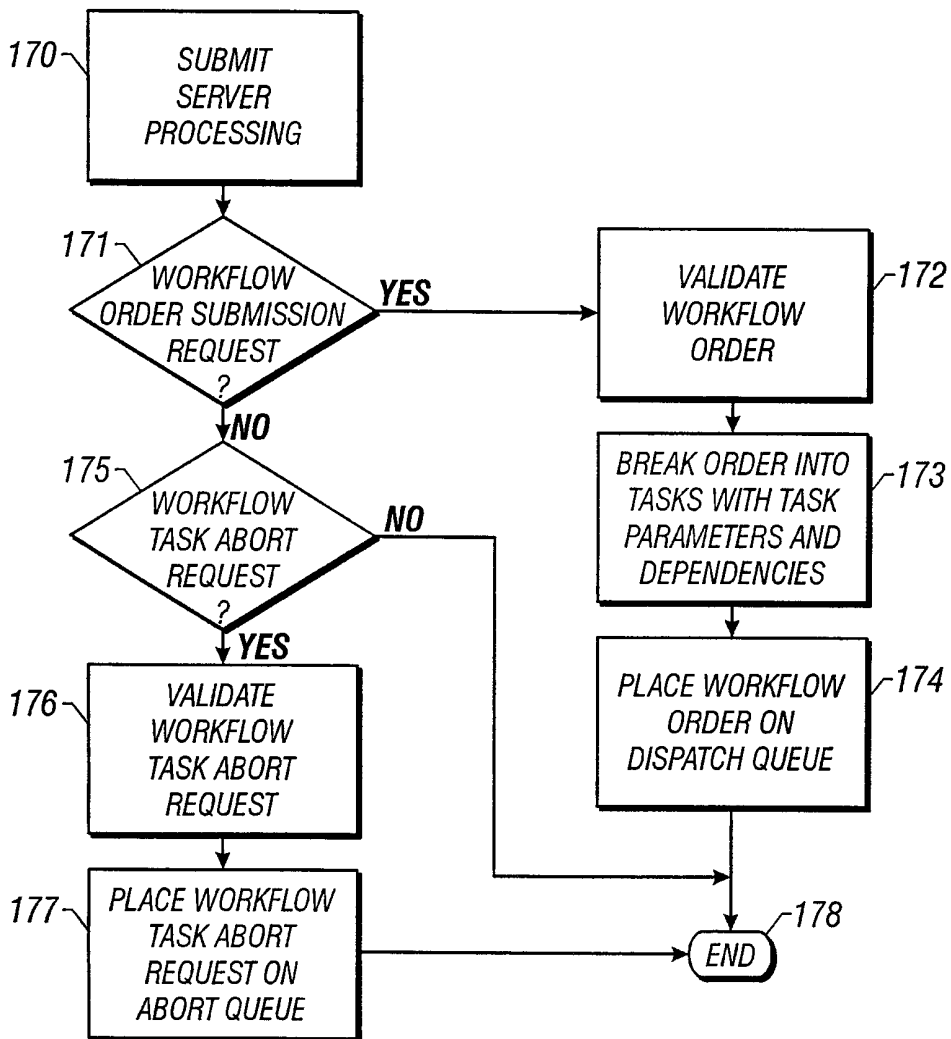 170
SUBMIT
SERVER
PROCESSING
171
WORKFLOW
ORDER SUBMISSION
REQUEST
?
YES
172
VALIDATE
WORKFLOW
ORDER
NO
173
BREAK ORDER INTO
TASKS WITH TASK
PARAMETERS AND
DEPENDENCIES
175
WORKFLOW
TASK ABORT
REQUEST
?
NO
YES
174
PLACE WORKFLOW
ORDER ON
DISPATCH QUEUE
176
VALIDATE
WORKFLOW
TASK ABORT
REQUEST
177
PLACE WORKFLOW
TASK ABORT
REQUEST ON
ABORT QUEUE
178
END